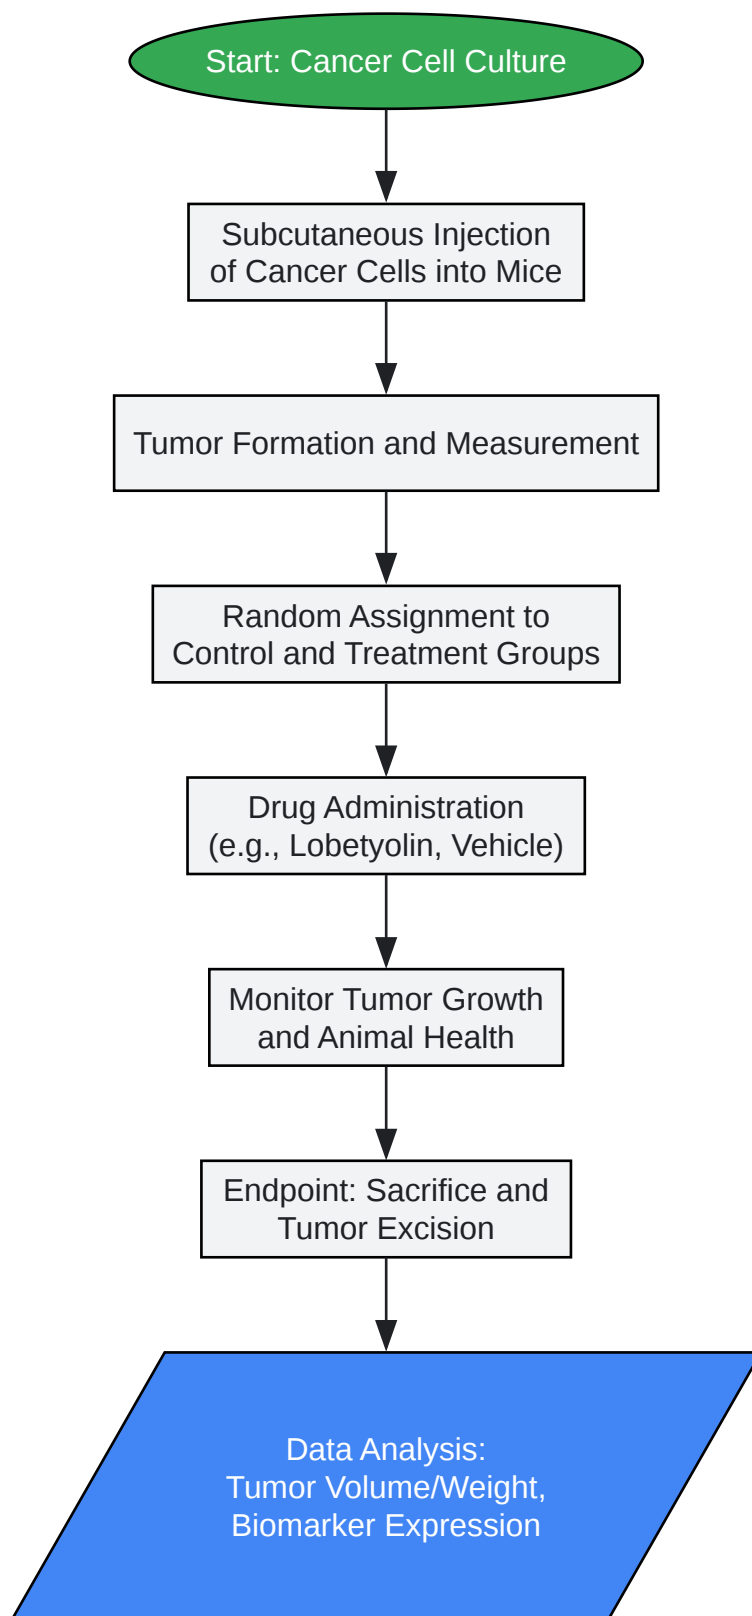 Start: Cancer Cell Culture
Subcutaneous Injection
of Cancer Cells into Mice
Tumor Formation and Measurement
Random Assignment to
Control and Treatment Groups
Drug Administration
(e.g., Lobetyolin, Vehicle)
Monitor Tumor Growth
and Animal Health
Endpoint: Sacrifice and
Tumor Excision
Data Analysis:
Tumor Volume/Weight,
Biomarker Expression